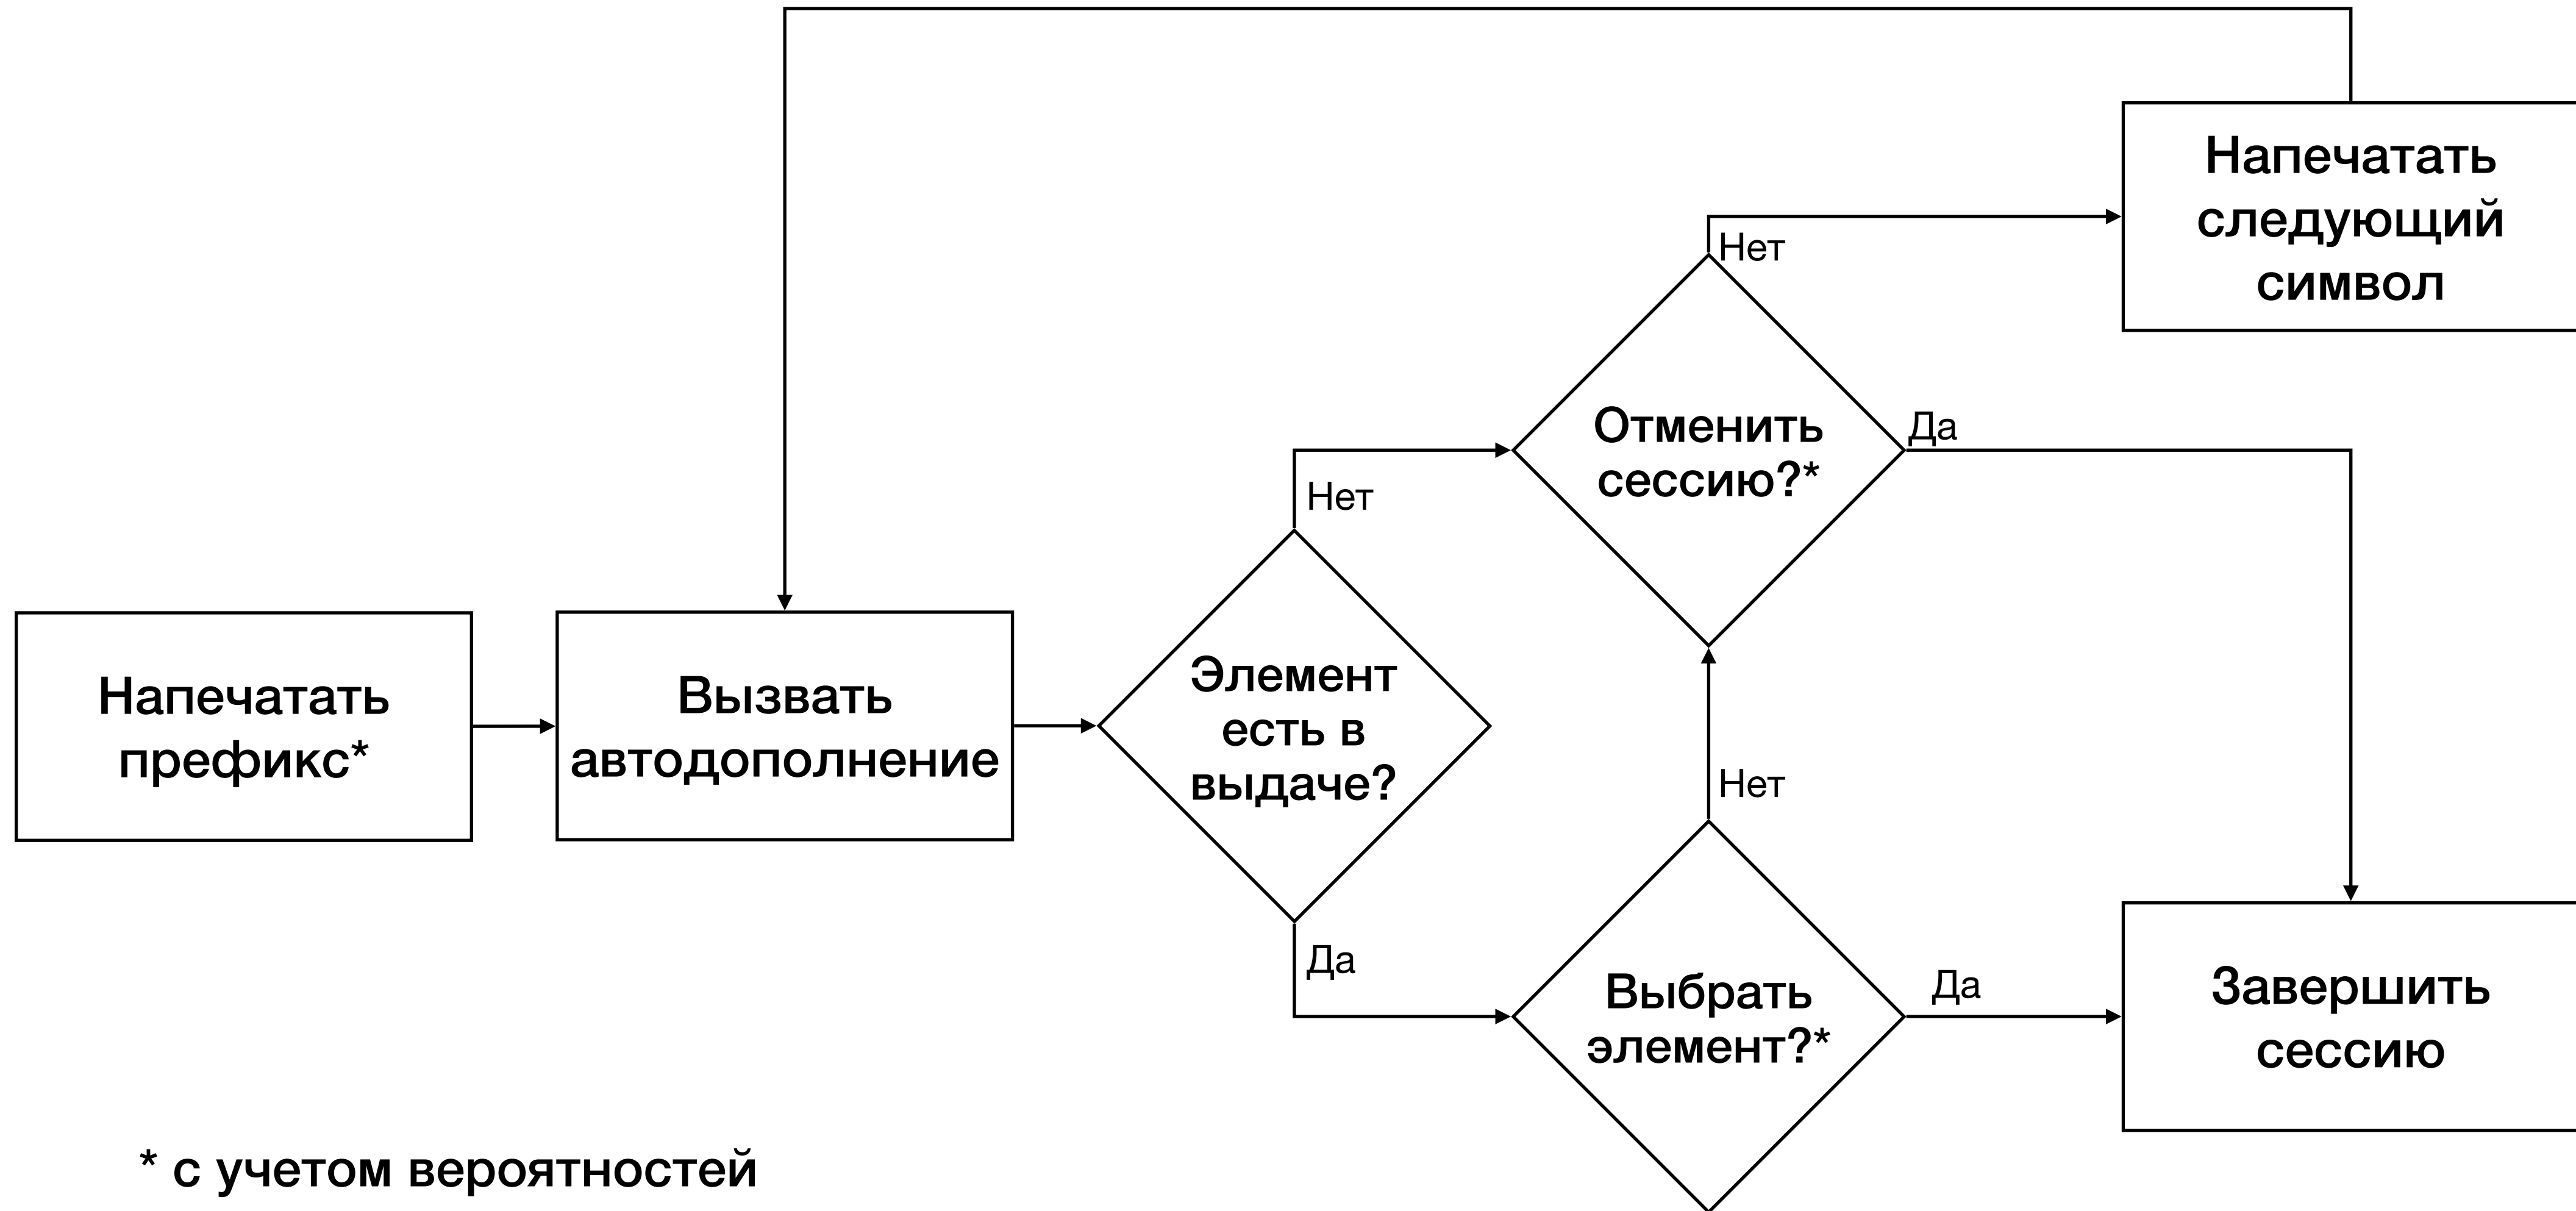 Напечатать
следующий
символ
Нет
Отменить
сессию?*
Да
Нет
Напечатать
префикс*
Вызвать
автодополнение
Элемент
есть в
выдаче?
Нет
Да
Выбрать
элемент?*
Да
Завершить
сессию
* с учетом вероятностей